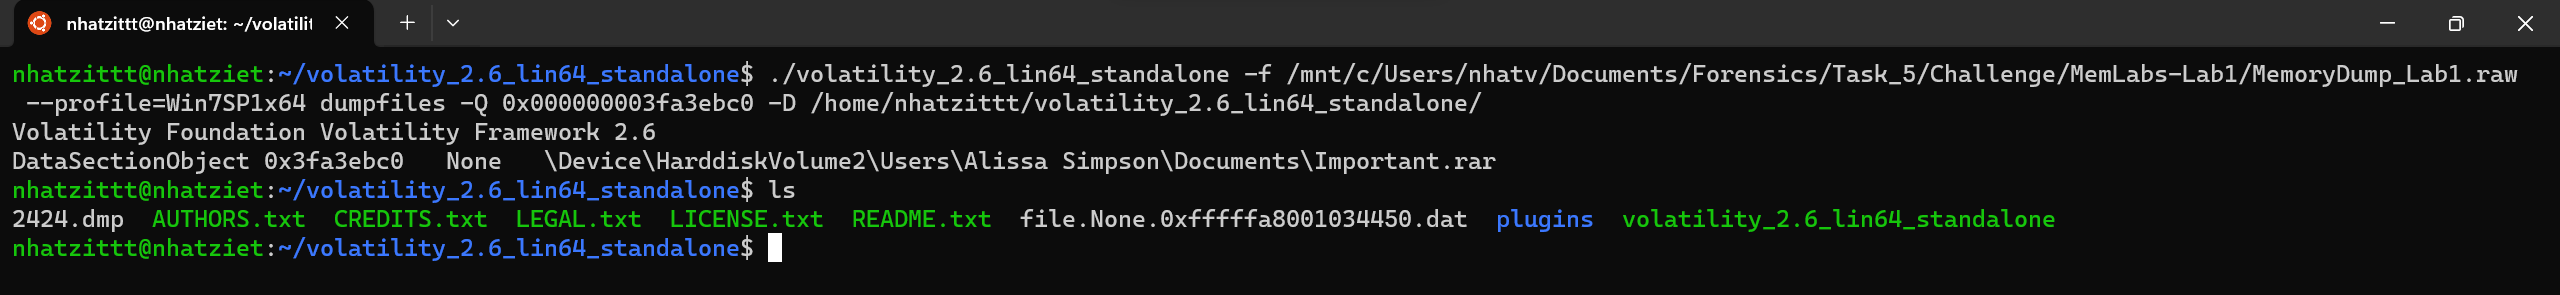 nhatzittt@nhatziet: ~/volatilit
nhatzittt@nhatziet:~/volatility_2.6_lin64_standalone$ ./volatility_2.6_lin64_standalone -f /mnt/c/Users/nhatv/Documents/Forensics/Task_5/Challenge/MemLabs-Lab1/MemoryDump_Lab1.raw
--profile=Win7SP1x64 dumpfiles -Q 0x000000003fa3ebc0 -D /home/nhatzittt/volatility_2.6_lin64_standalone/
Volatility Foundation Volatility Framework 2.6
DataSectionObject 0x3fa3ebc0   None   \Device\HarddiskVolume2\Users\Alissa Simpson\Documents\Important.rar
nhatzittt@nhatziet:~/volatility_2.6_lin64_standalone$ ls
2424.dmp  AUTHORS.txt  CREDITS.txt  LEGAL.txt  LICENSE.txt  README.txt  file.None.0xfffffa8001034450.dat  plugins  volatility_2.6_lin64_standalone
nhatzittt@nhatziet:~/volatility_2.6_lin64_standalone$